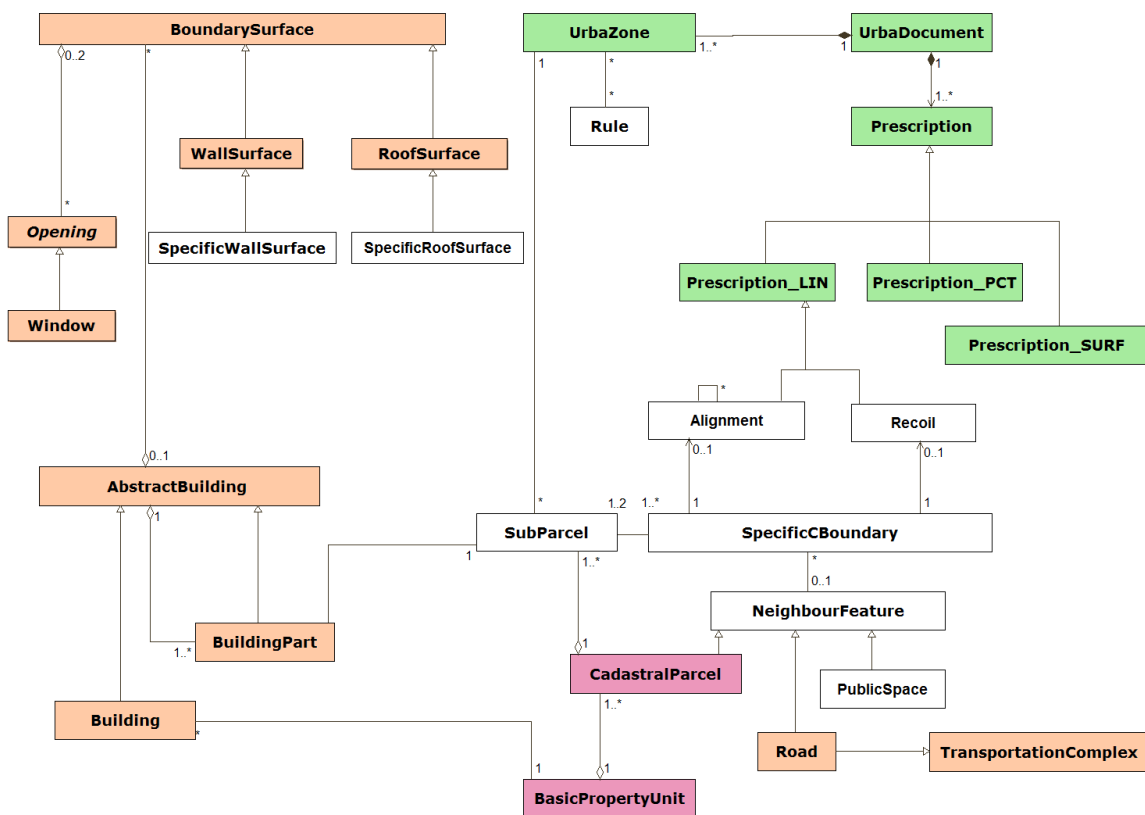 BoundarySurface
UrbaZone
UrbaDocument
0..2
*
1
1..*
1
1
*
*
1..*
Rule
Prescription
WallSurface
RoofSurface
*
Opening
SpecificWallSurface
SpecificRoofSurface
Prescription_LIN
Prescription_PCT
Window
Prescription_SURF
*
Alignment
Recoil
0..1
0..1
0..1
AbstractBuilding
*
1..2
1..*
1
1
1
SubParcel
SpecificCBoundary
1
1..*
*
0..1
NeighbourFeature
BuildingPart
1..*
1
CadastralParcel
PublicSpace
1..*
Building
*
Road
TransportationComplex
1
1
BasicPropertyUnit